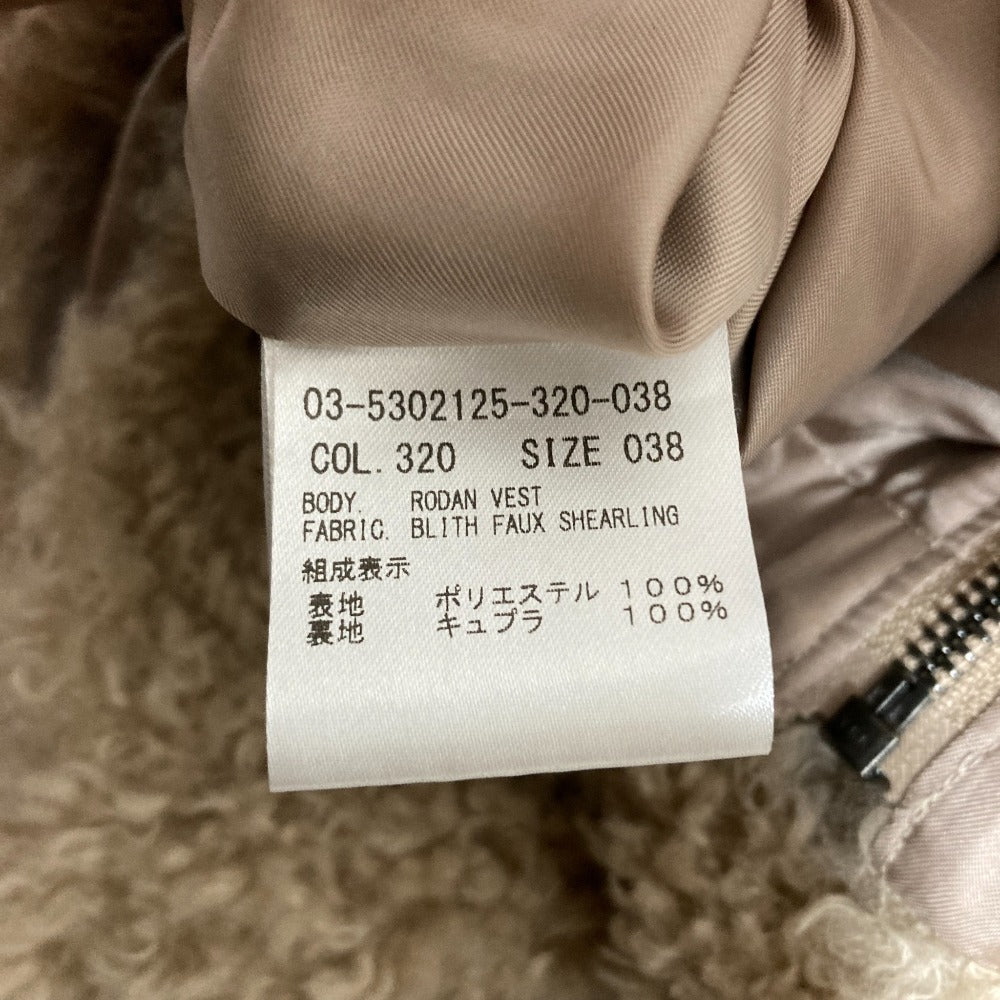 03-5302125-320-038
COL. 320 SIZE 038
BODY. RODAN VEST
FABRIC. BLITH FAUX SHEARLING
組成表示
表地 ポリエステル 100%
裏地 キュプラ 100%